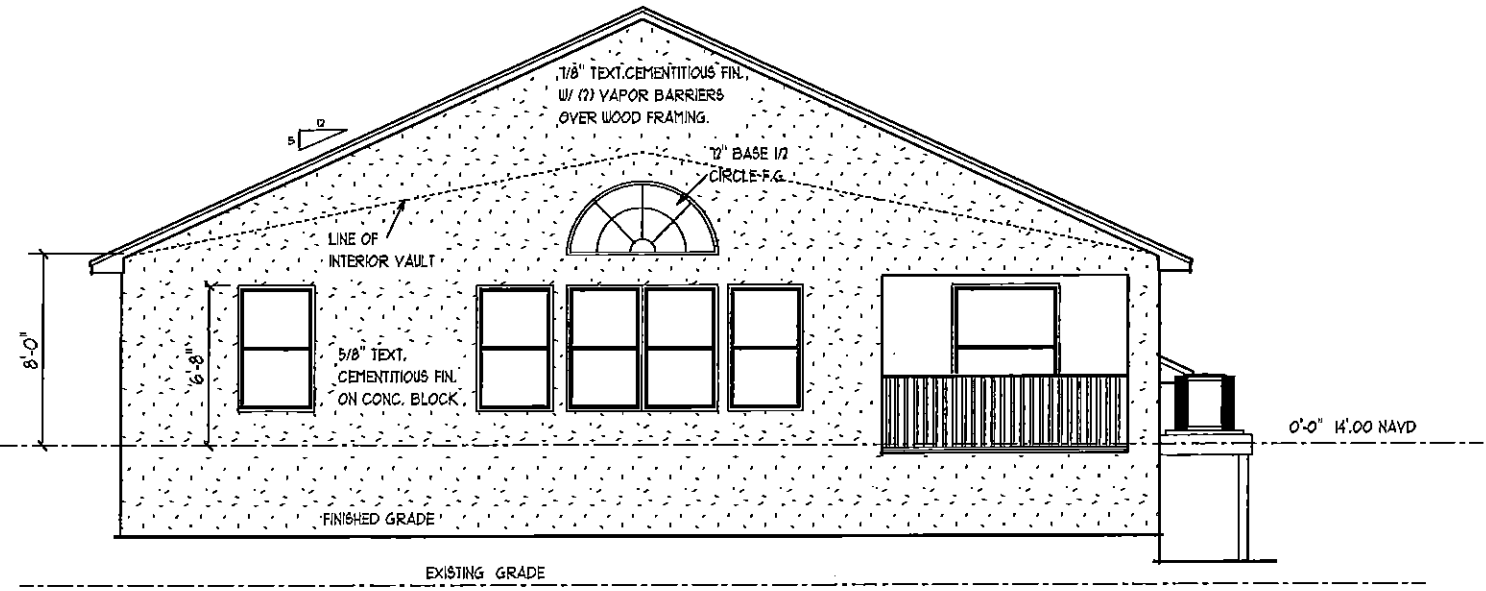 7/8" TEXT.CEMENTITIOUS FIN.
W/ (2) VAPOR BARRIERS
OVER WOOD FRAMING.
12
5
72" BASE 1/2
CIRCLE-F.G.
LINE OF
INTERIOR VAULT
8'-0"
6'-8"
5/8" TEXT.
CEMENTITIOUS FIN.
ON CONC. BLOCK
0'-0" 14'.00 NAVD
FINISHED GRADE
EXISTING GRADE